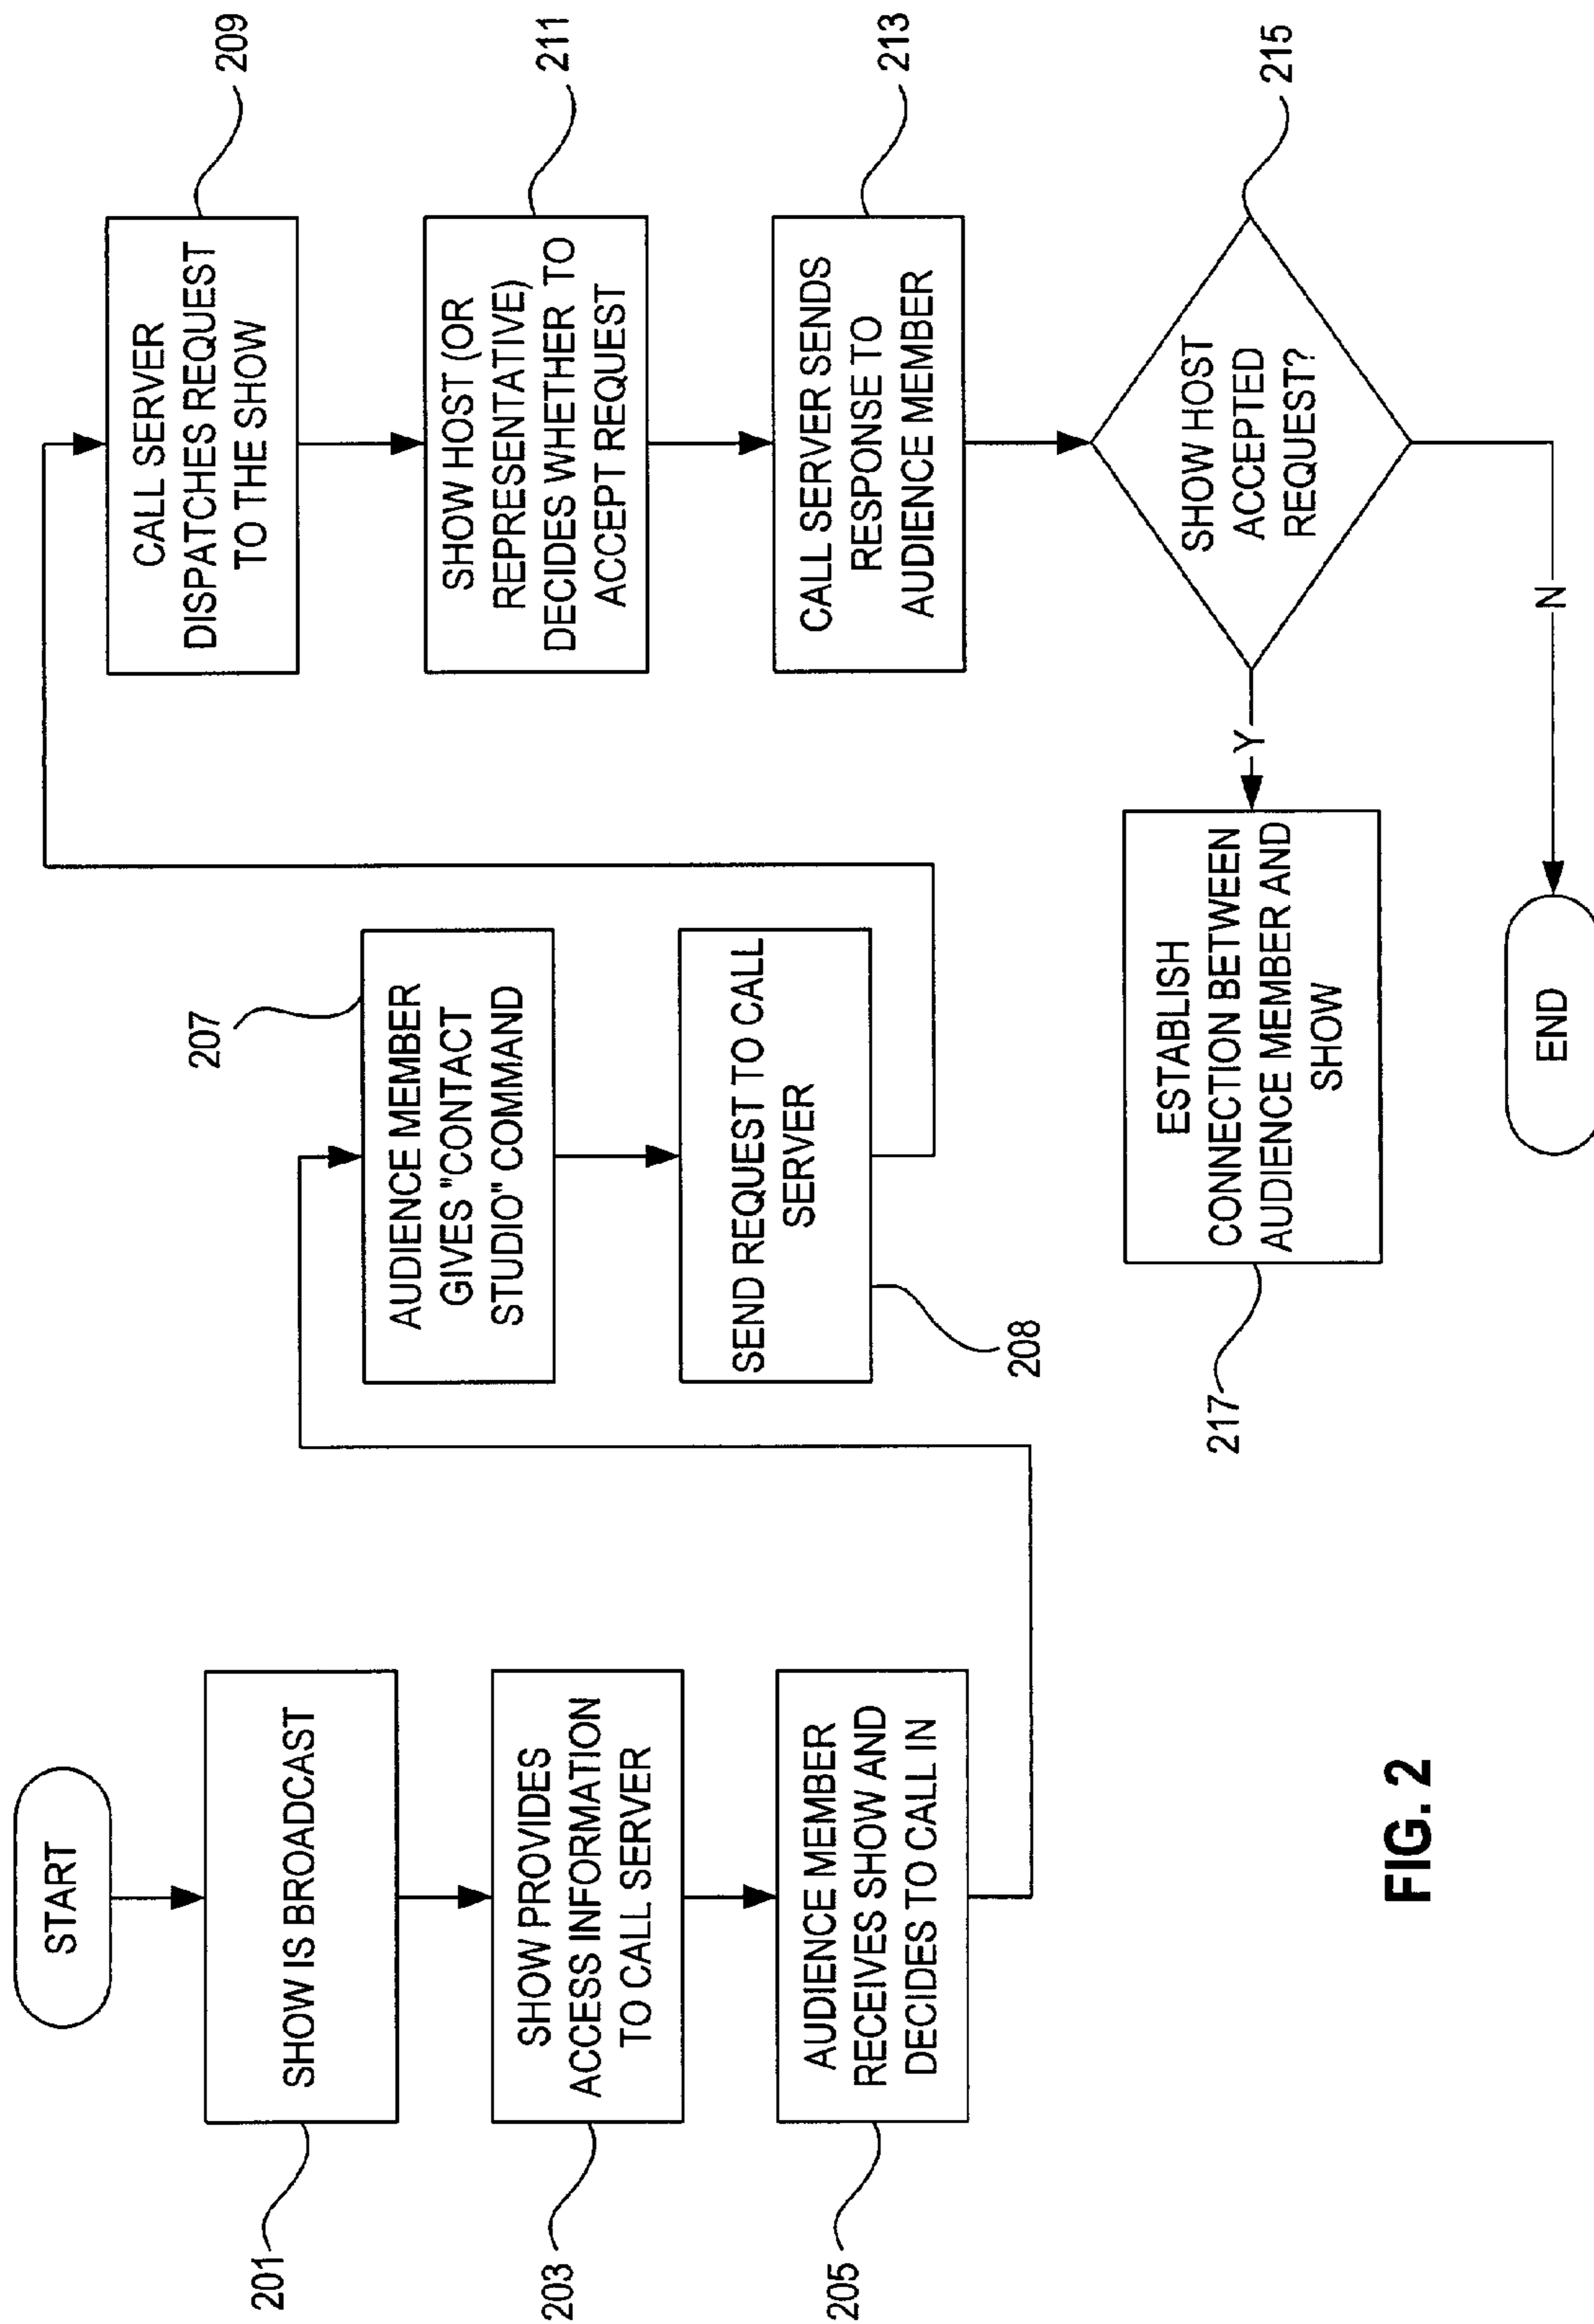 START
SHOW IS BROADCAST
201
SHOW PROVIDES
ACCESS INFORMATION
TO CALL SERVER
203
AUDIENCE MEMBER
RECEIVES SHOW AND
DECIDES TO CALL IN
205
207
AUDIENCE MEMBER
GIVES "CONTACT
STUDIO" COMMAND
SEND REQUEST TO CALL
SERVER
208
CALL SERVER
DISPATCHES REQUEST
TO THE SHOW
209
SHOW HOST (OR
REPRESENTATIVE)
DECIDES WHETHER TO
ACCEPT REQUEST
211
CALL SERVER SENDS
RESPONSE TO
AUDIENCE MEMBER
213
SHOW HOST
ACCEPTED
REQUEST?
215
Y
N
ESTABLISH
CONNECTION BETWEEN
AUDIENCE MEMBER AND
SHOW
217
END
FIG. 2